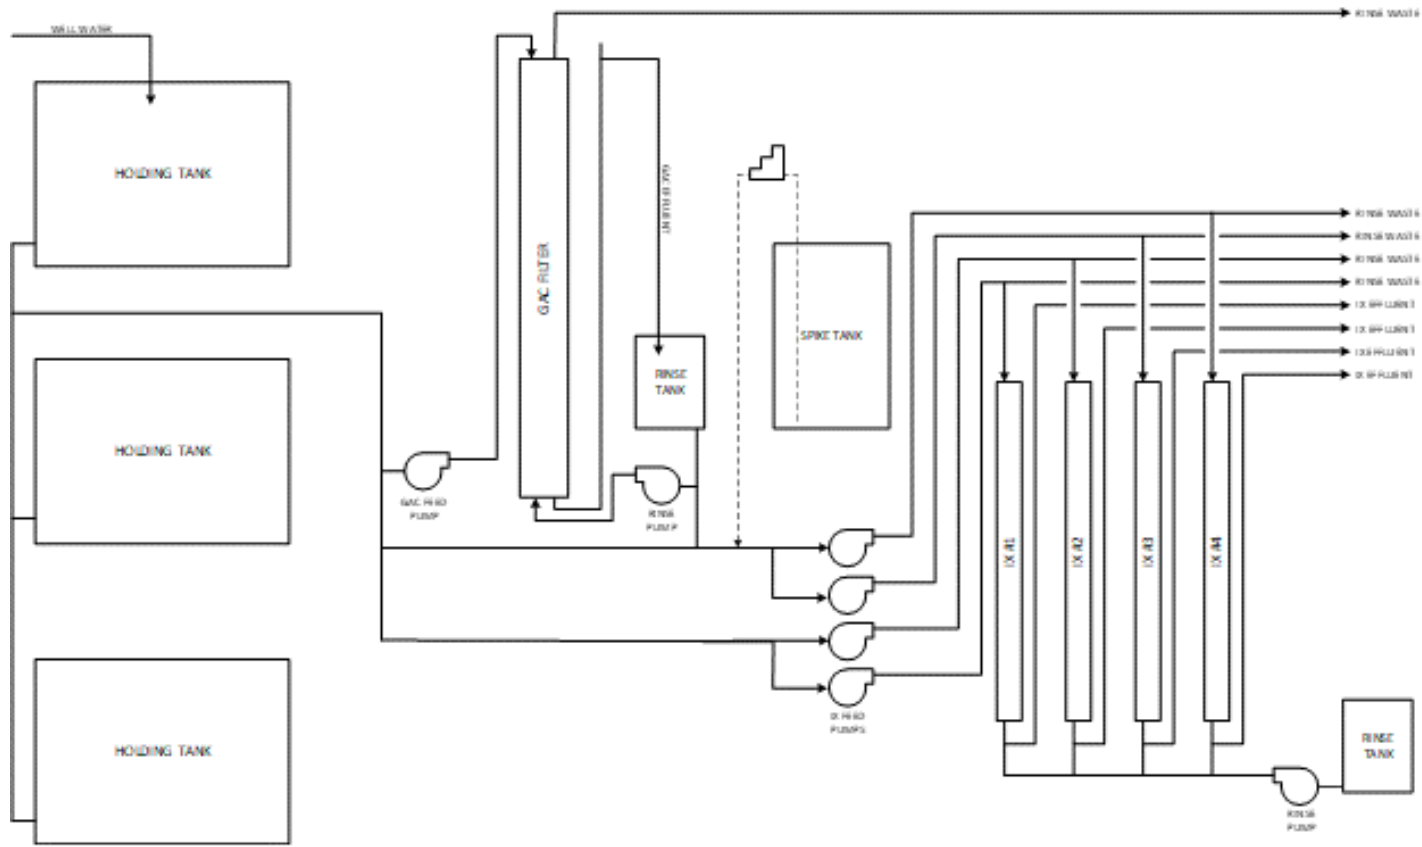 RINSE WASTE
WELL WATER
HOLDING TANK
GAC EFFLUENT
GAC FILTER
RINSE WASTE
RINSE WASTE
RINSE WASTE
RINSE WASTE
IX EFFLUENT
IX EFFLUENT
IX EFFLUENT
IX EFFLUENT
SPIKE TANK
RINSE
TANK
HOLDING TANK
GAC FEED
PUMP
RINSE
PUMP
IX #1
IX #2
IX #3
IX #4
IX FEED
PUMPS
HOLDING TANK
RINSE
TANK
RINSE
PUMP